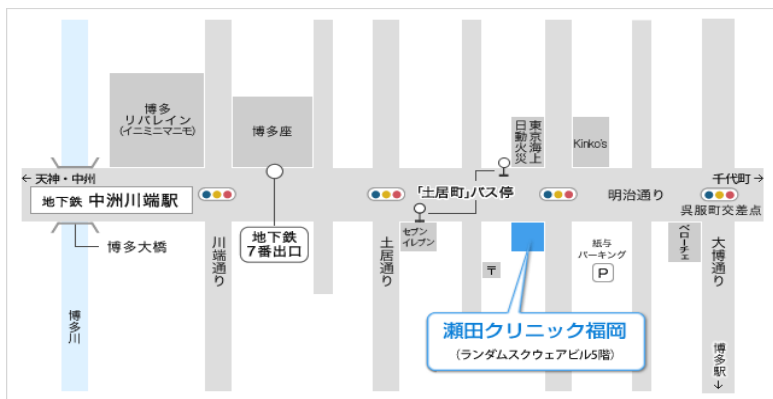 博多
リバレイン
(イニミニマニモ)
博多座
東京海上
日動火災
Kinko's
← 天神・中州
千代町 →
地下鉄 中洲川端駅
「土居町」バス停
明治通り
呉服町交差点
博多大橋
地下鉄
7番出口
川端通り
土居通り
セブン
イレブン
〒
紙与
パーキング
P
ベローチェ
大博通り
博多川
瀬田クリニック福岡
(ランダムスクウェアビル5階)
博多駅
↓